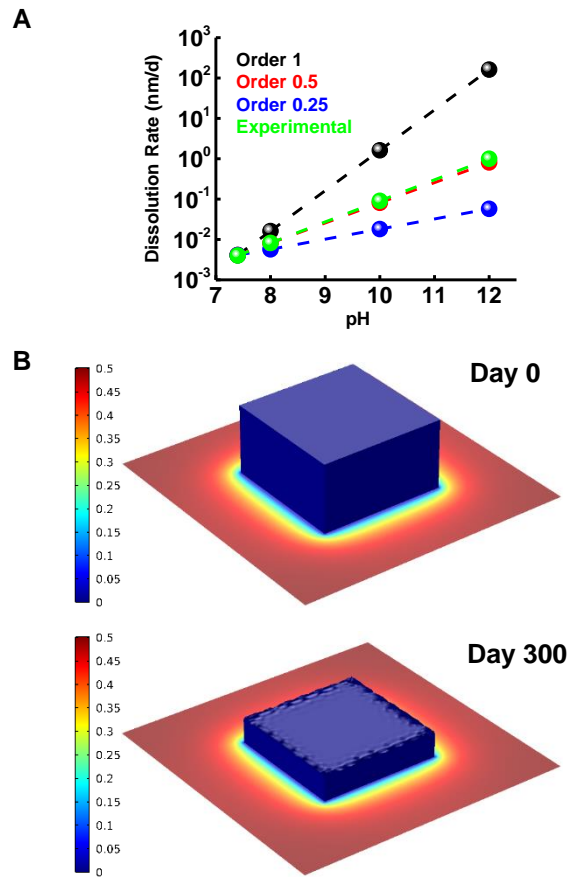 A
Dissolution Rate (nm/d)
10³
10²
10¹
10⁰
10⁻¹
10⁻²
10⁻³
Order 1
Order 0.5
Order 0.25
Experimental
7 8 9 10 11 12
pH
B
Day 0
0.5
0.45
0.4
0.35
0.3
0.25
0.2
0.15
0.1
0.05
0
Day 300
0.5
0.45
0.4
0.35
0.3
0.25
0.2
0.15
0.1
0.05
0